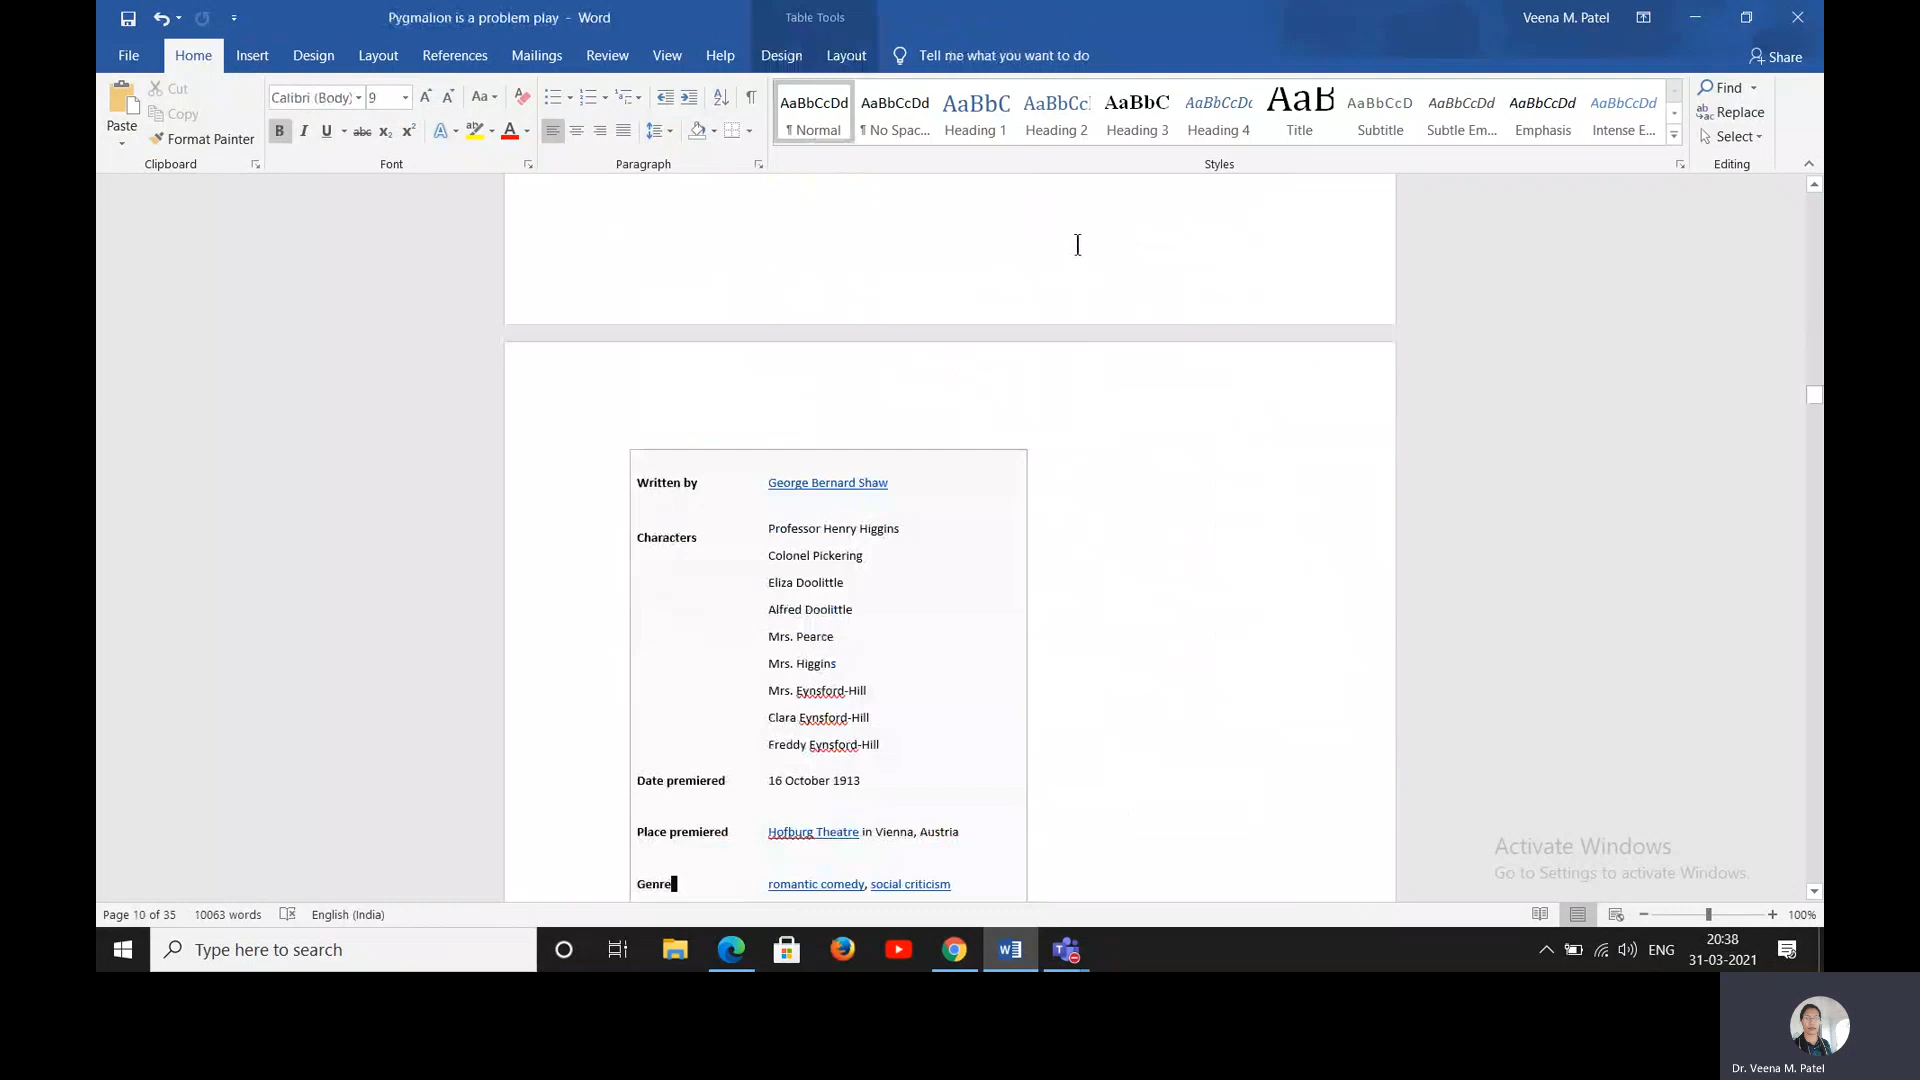 Pygmalion is a problem play - Word
Table Tools
Veena M. Patel
File Home Insert Design Layout References Mailings Review View Help Design Layout Tell me what you want to do Share
Paste
Cut
Copy
Format Painter
Clipboard
Calibri (Body) 9
Font
Paragraph
AaBbCcDd AaBbCcDd AaBbC AaBbCc AaBbC AaBbCcDc AaB AaBbCcD AaBbCcDd AaBbCcDd AaBbCcDd
¶ Normal ¶ No Spac... Heading 1 Heading 2 Heading 3 Heading 4 Title Subtitle Subtle Em... Emphasis Intense E...
Styles
Find
Replace
Select
Editing
Written by George Bernard Shaw
Characters Professor Henry Higgins
Colonel Pickering
Eliza Doolittle
Alfred Doolittle
Mrs. Pearce
Mrs. Higgins
Mrs. Eynsford-Hill
Clara Eynsford-Hill
Freddy Eynsford-Hill
Date premiered 16 October 1913
Place premiered Hofburg Theatre in Vienna, Austria
Genre romantic comedy, social criticism
Activate Windows
Go to Settings to activate Windows.
Page 10 of 35 10063 words English (India) 100%
Type here to search
ENG
20:38
31-03-2021
Dr. Veena M. Patel